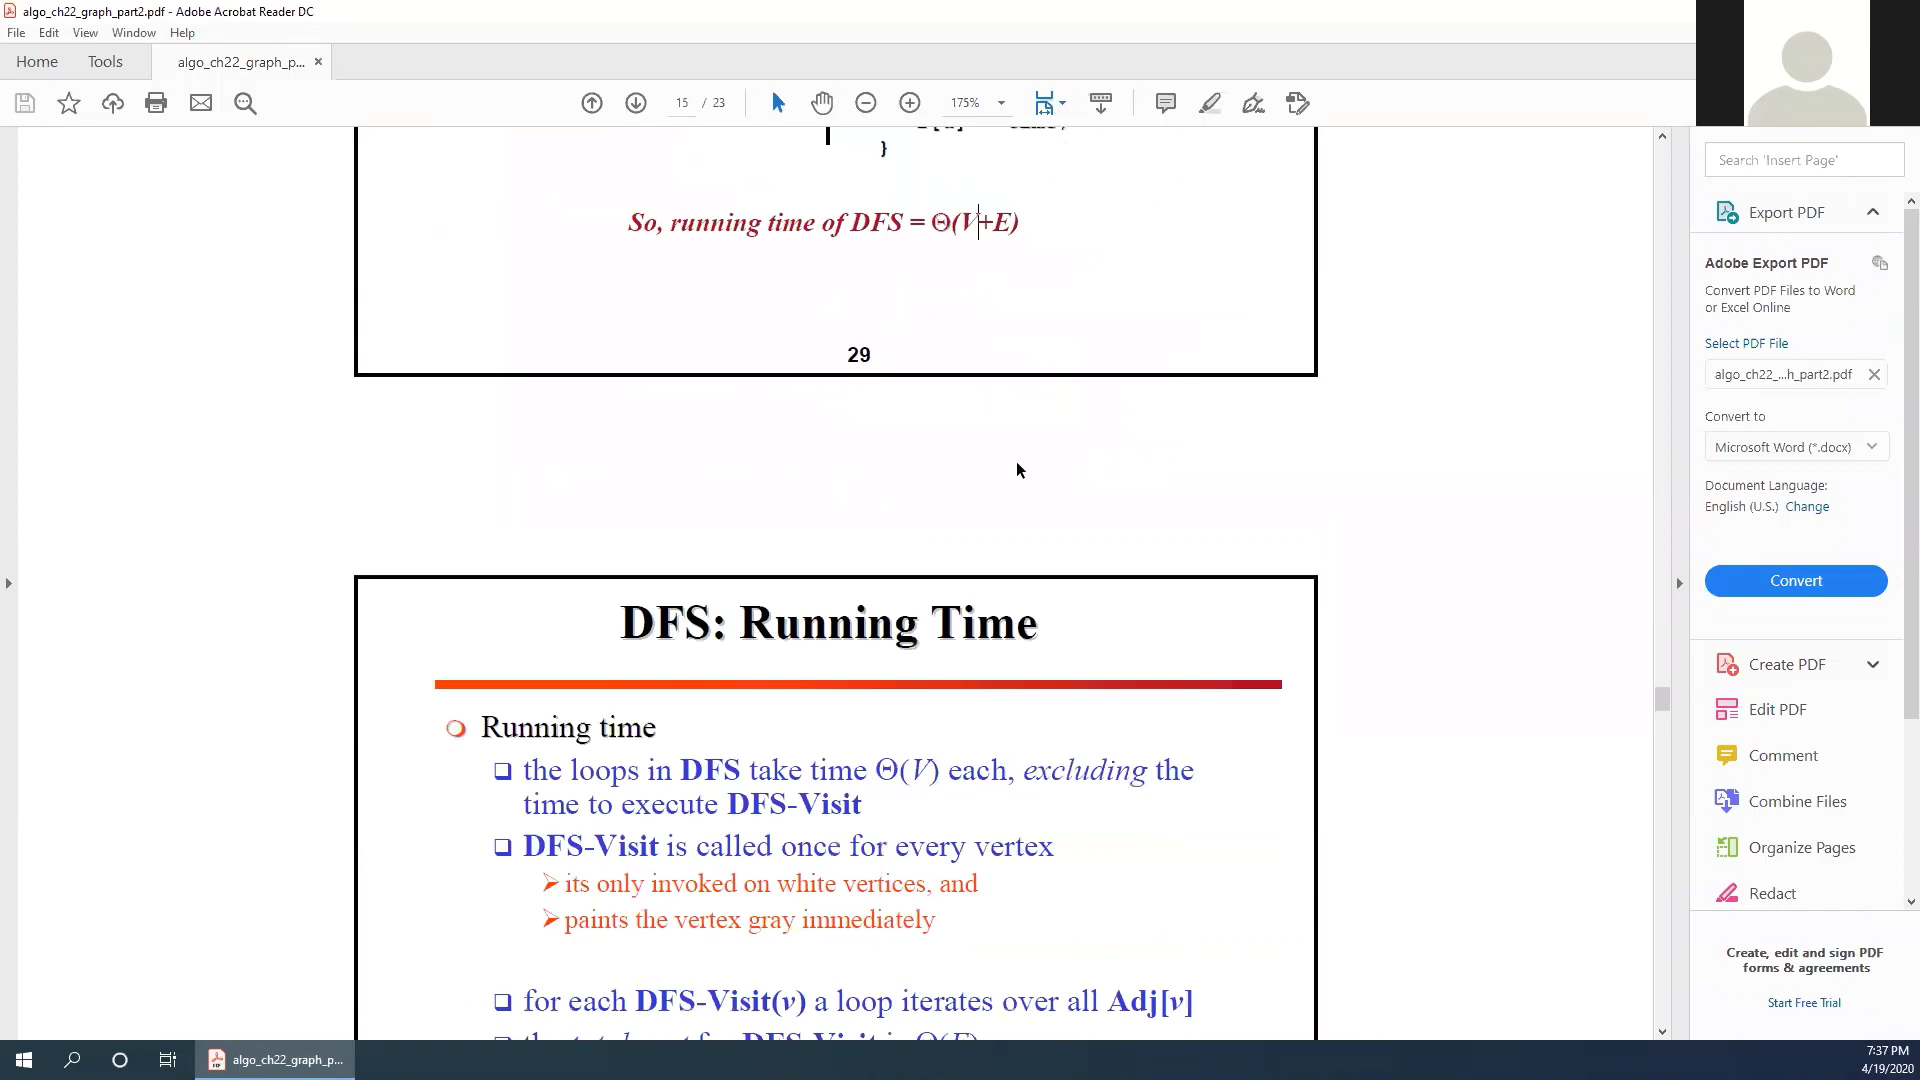 algo_ch22_graph_part2.pdf - Adobe Acrobat Reader DC
File Edit View Window Help
Home Tools algo_ch22_graph_p... ×
15 / 23 175%
}
So, running time of DFS = Θ(V+E)
29
DFS: Running Time
Running time
the loops in DFS take time Θ(V) each, excluding the
time to execute DFS-Visit
DFS-Visit is called once for every vertex
its only invoked on white vertices, and
paints the vertex gray immediately
for each DFS-Visit(v) a loop iterates over all Adj[v]
Search 'Insert Page'
Export PDF
Adobe Export PDF
Convert PDF Files to Word
or Excel Online
Select PDF File
algo_ch22_...h_part2.pdf
Convert to
Microsoft Word (*.docx)
Document Language:
English (U.S.) Change
Convert
Create PDF
Edit PDF
Comment
Combine Files
Organize Pages
Redact
Create, edit and sign PDF
forms & agreements
Start Free Trial
algo_ch22_graph_p...
7:37 PM
4/19/2020